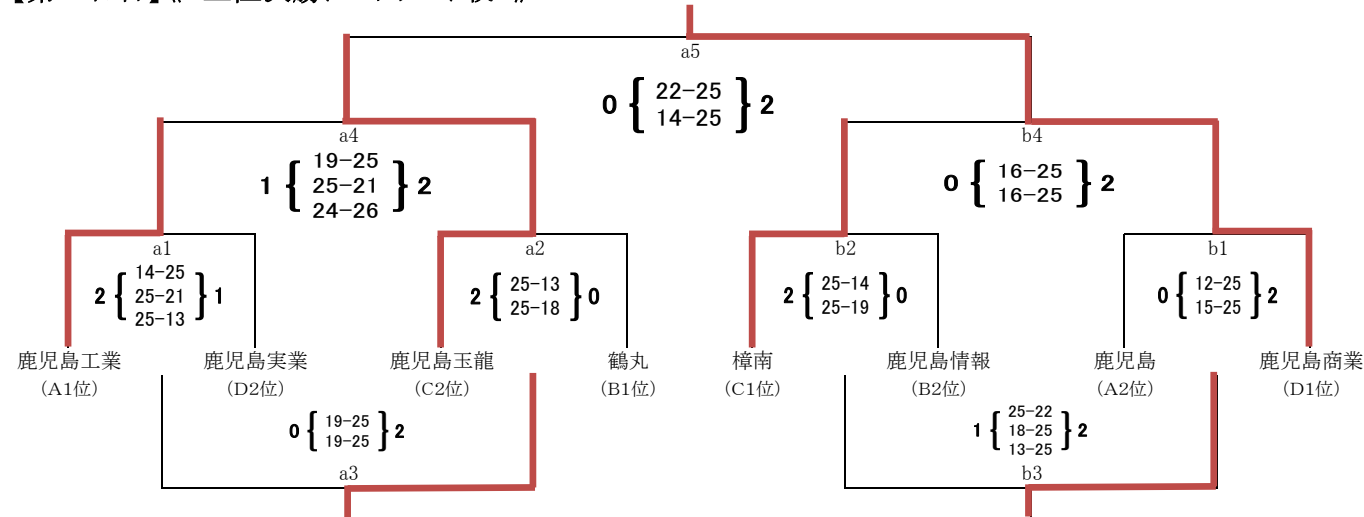 a5
0 { 22-25 } 2
14-25
a4
1 { 19-25 } 2
25-21
24-26
b4
0 { 16-25 } 2
16-25
a1
2 { 14-25 } 1
25-21
25-13
a2
2 { 25-13 } 0
25-18
b2
2 { 25-14 } 0
25-19
b1
0 { 12-25 } 2
15-25
鹿児島工業 鹿児島実業 鹿児島玉龍 鶴丸 樟南 鹿児島情報 鹿児島 鹿児島商業
(A1位) (D2位) (C2位) (B1位) (C1位) (B2位) (A2位) (D1位)
0 { 19-25 } 2
19-25
a3
1 { 25-22 } 2
18-25
13-25
b3